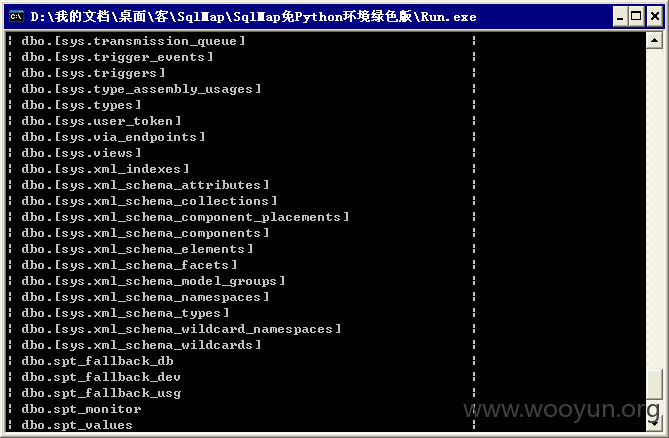 D:\我的文档\桌面\客\SqlMap\SqlMap免Python环境绿色版\Run.exe
¦ dbo.[sys.transmission_queue] ¦
¦ dbo.[sys.trigger_events] ¦
¦ dbo.[sys.triggers] ¦
¦ dbo.[sys.type_assembly_usages] ¦
¦ dbo.[sys.types] ¦
¦ dbo.[sys.user_token] ¦
¦ dbo.[sys.via_endpoints] ¦
¦ dbo.[sys.views] ¦
¦ dbo.[sys.xml_indexes] ¦
¦ dbo.[sys.xml_schema_attributes] ¦
¦ dbo.[sys.xml_schema_collections] ¦
¦ dbo.[sys.xml_schema_component_placements] ¦
¦ dbo.[sys.xml_schema_components] ¦
¦ dbo.[sys.xml_schema_elements] ¦
¦ dbo.[sys.xml_schema_facets] ¦
¦ dbo.[sys.xml_schema_model_groups] ¦
¦ dbo.[sys.xml_schema_namespaces] ¦
¦ dbo.[sys.xml_schema_types] ¦
¦ dbo.[sys.xml_schema_wildcard_namespaces] ¦
¦ dbo.[sys.xml_schema_wildcards] ¦
¦ dbo.spt_fallback_db ¦
¦ dbo.spt_fallback_dev ¦
¦ dbo.spt_fallback_usg ¦
¦ dbo.spt_monitor ¦
¦ dbo.spt_values ¦
www.wooyun.org